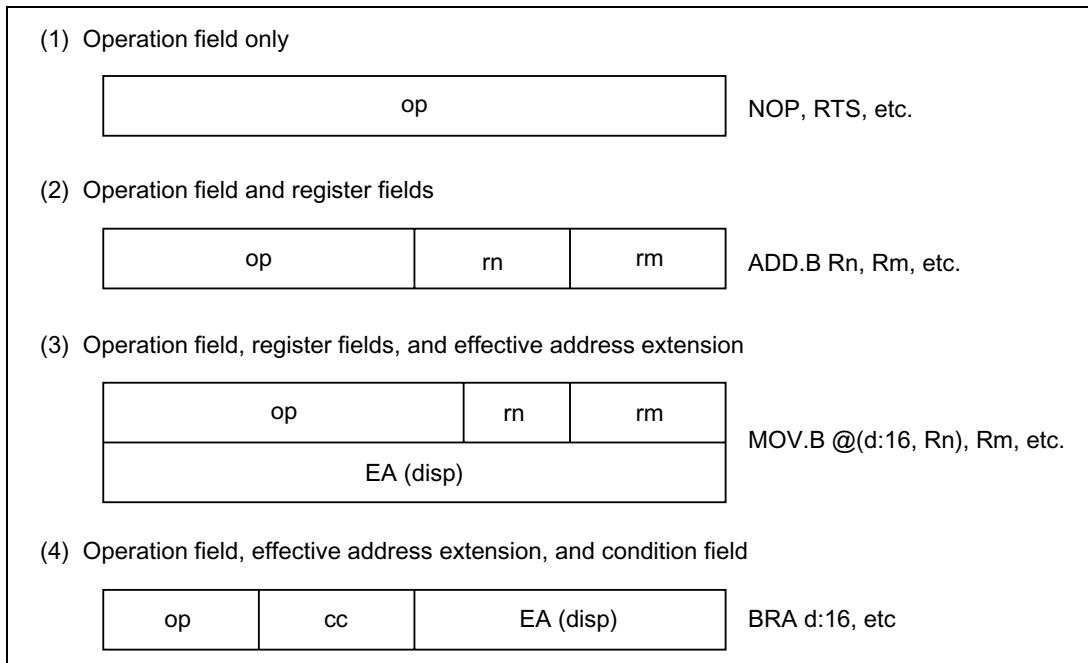 (1) Operation field only
op
NOP, RTS, etc.
(2) Operation field and register fields
op rn rm
ADD.B Rn, Rm, etc.
(3) Operation field, register fields, and effective address extension
op rn rm
EA (disp)
MOV.B @(d:16, Rn), Rm, etc.
(4) Operation field, effective address extension, and condition field
op cc EA (disp)
BRA d:16, etc